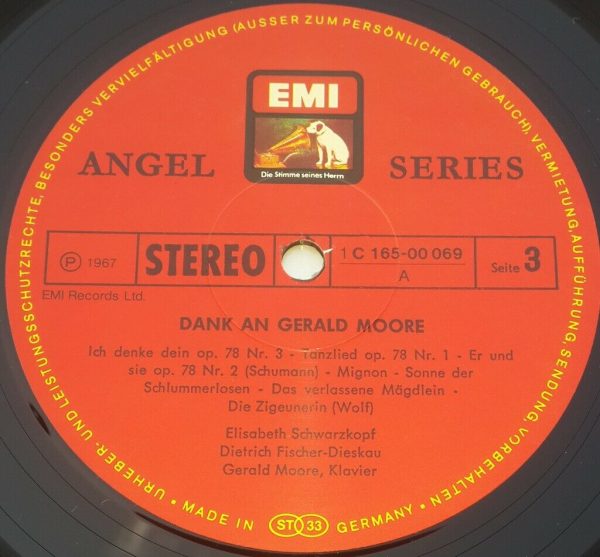 URHEBER- UND LEISTUNGSSCHUTZRECHTE, BESONDERS VERVIELFÄLTIGUNG (AUSSER ZUM PERSÖNLICHEN GEBRAUCH), VERMIETUNG, AUFFÜHRUNG, SENDUNG, VORBEHALTEN
EMI
Die Stimme seines Herrn
ANGEL SERIES
Ⓟ 1967 STEREO 1 C 165-00 069 Seite 3
A
EMI Records Ltd.
DANK AN GERALD MOORE
Ich denke dein op. 78 Nr. 3 - Tanzlied op. 78 Nr. 1 - Er und
sie op. 78 Nr. 2 (Schumann) - Mignon - Sonne der
Schlummerlosen - Das verlassene Mägdlein -
Die Zigeunerin (Wolf)
Elisabeth Schwarzkopf
Dietrich Fischer-Dieskau
Gerald Moore, Klavier
• MADE IN ST 33 GERMANY •